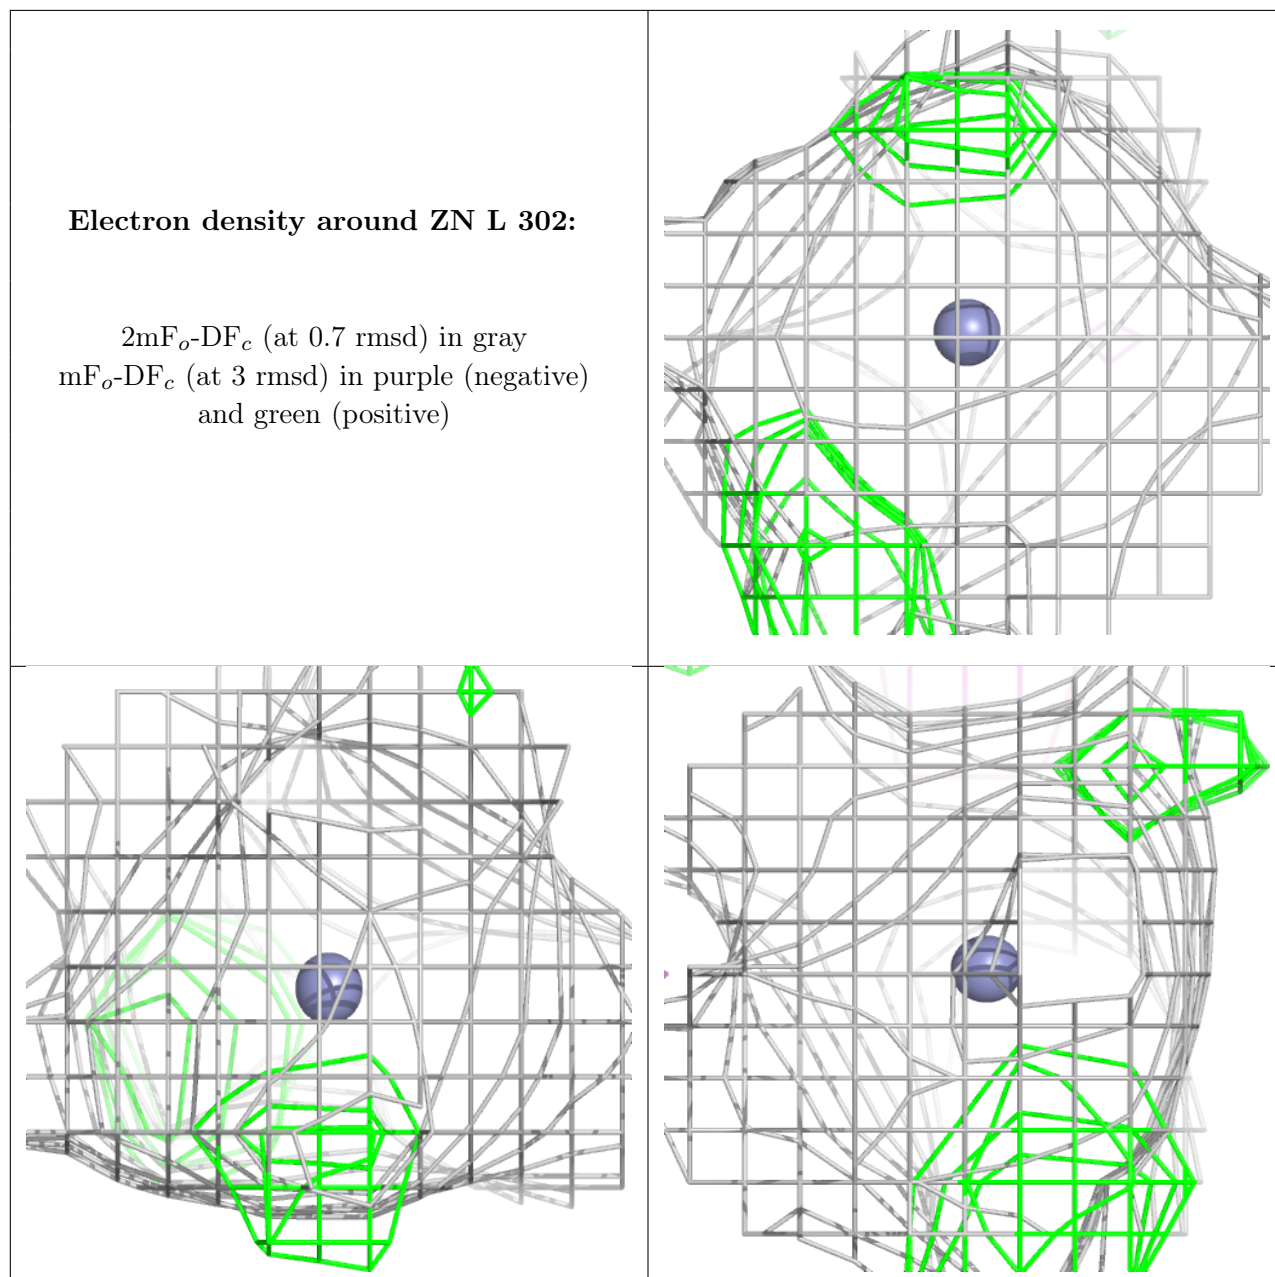 Electron density around ZN L 302:
2mFo-DFc (at 0.7 rmsd) in gray
mFo-DFc (at 3 rmsd) in purple (negative)
and green (positive)